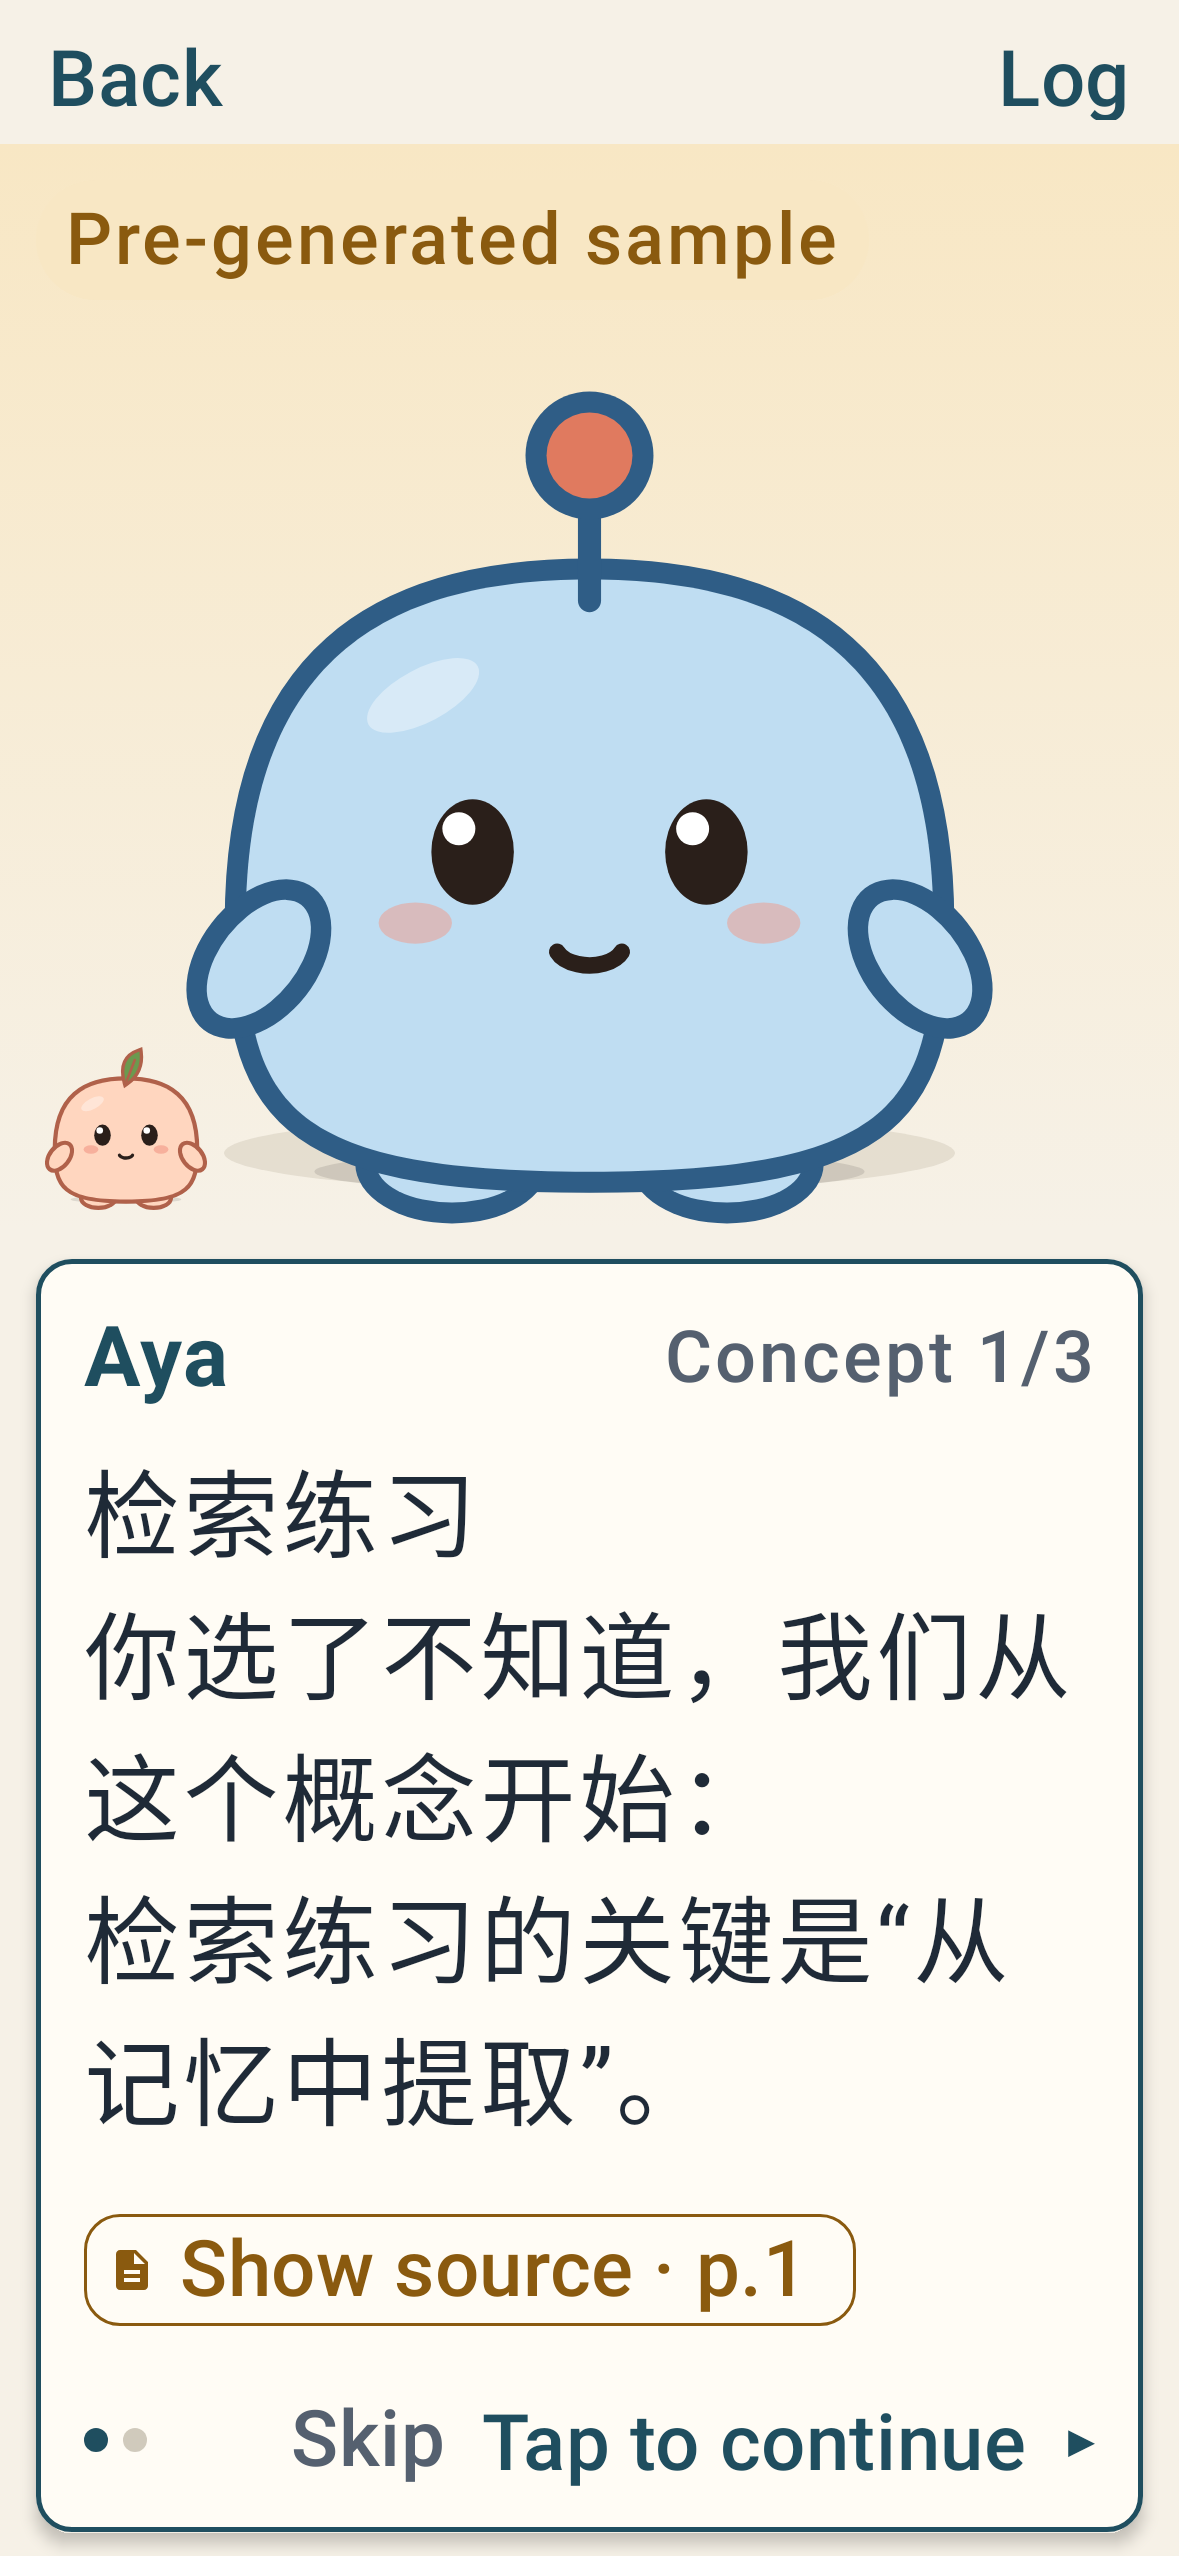 Back
Log
Pre-generated sample
Aya
Concept 1/3
检索练习
你选了不知道，我们从
这个概念开始：
检索练习的关键是“从
记忆中提取”。
Show source · p.1
Skip
Tap to continue ▸